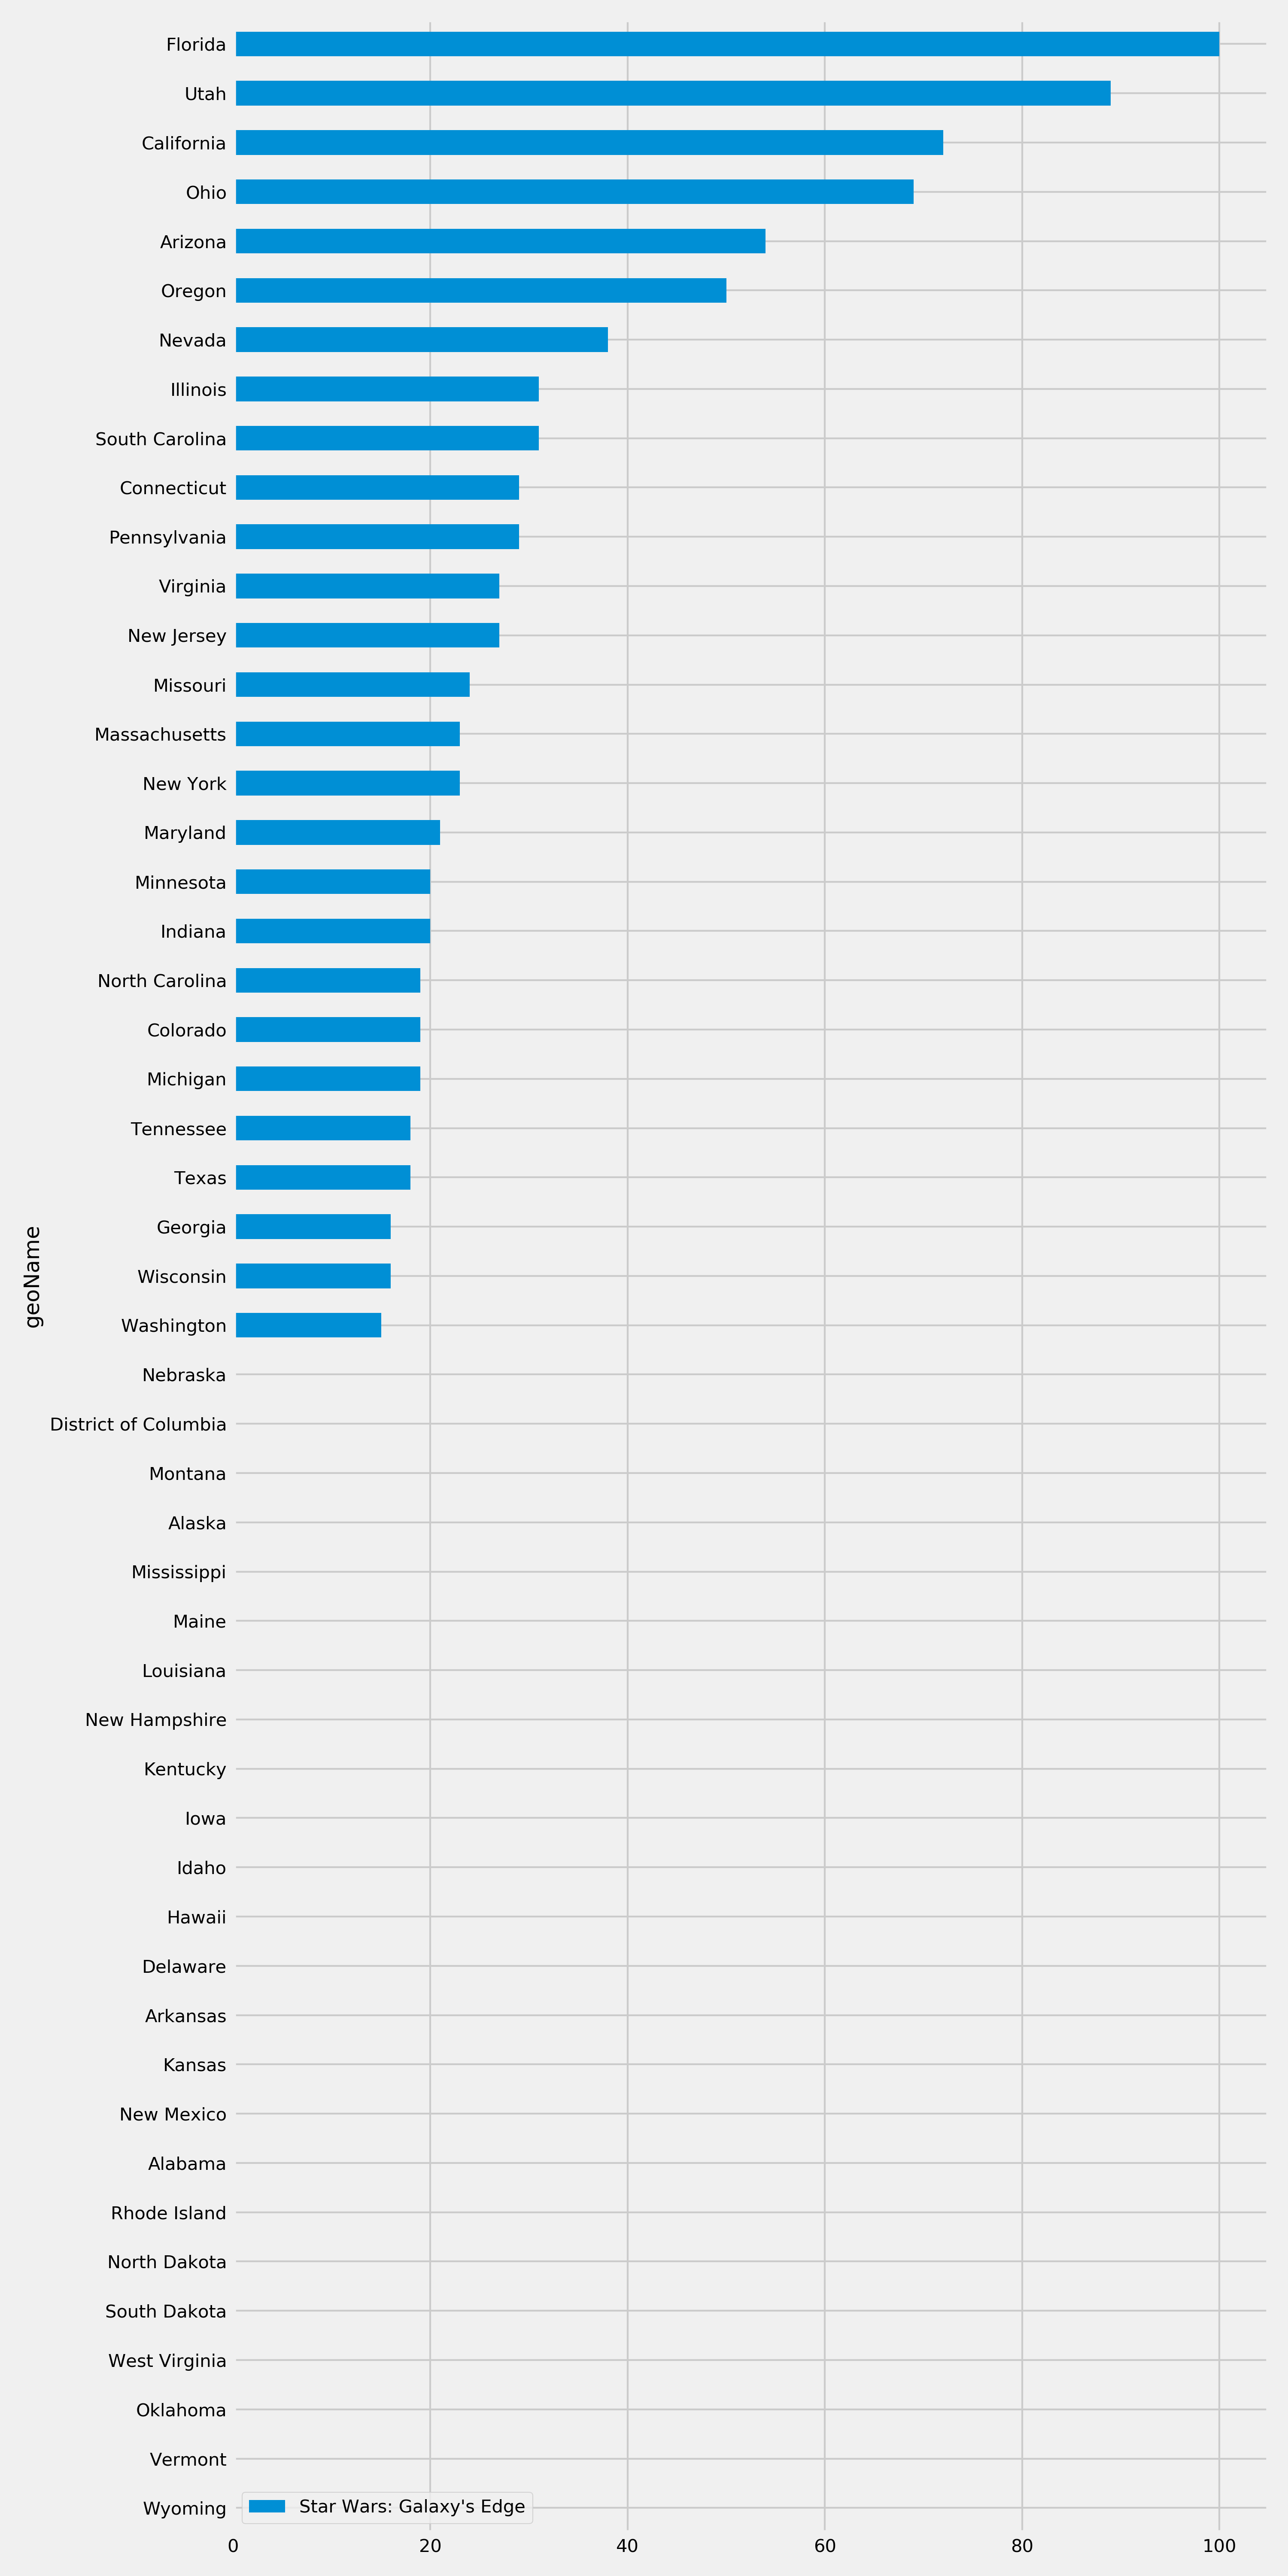 Florida
Utah
California
Ohio
Arizona
Oregon
Nevada
Illinois
South Carolina
Connecticut
Pennsylvania
Virginia
New Jersey
Missouri
Massachusetts
New York
Maryland
Minnesota
Indiana
North Carolina
Colorado
Michigan
Tennessee
Texas
Georgia
geoName
Wisconsin
Washington
Nebraska
District of Columbia
Montana
Alaska
Mississippi
Maine
Louisiana
New Hampshire
Kentucky
Iowa
Idaho
Hawaii
Delaware
Arkansas
Kansas
New Mexico
Alabama
Rhode Island
North Dakota
South Dakota
West Virginia
Oklahoma
Vermont
Wyoming
Star Wars: Galaxy's Edge
0 20 40 60 80 100